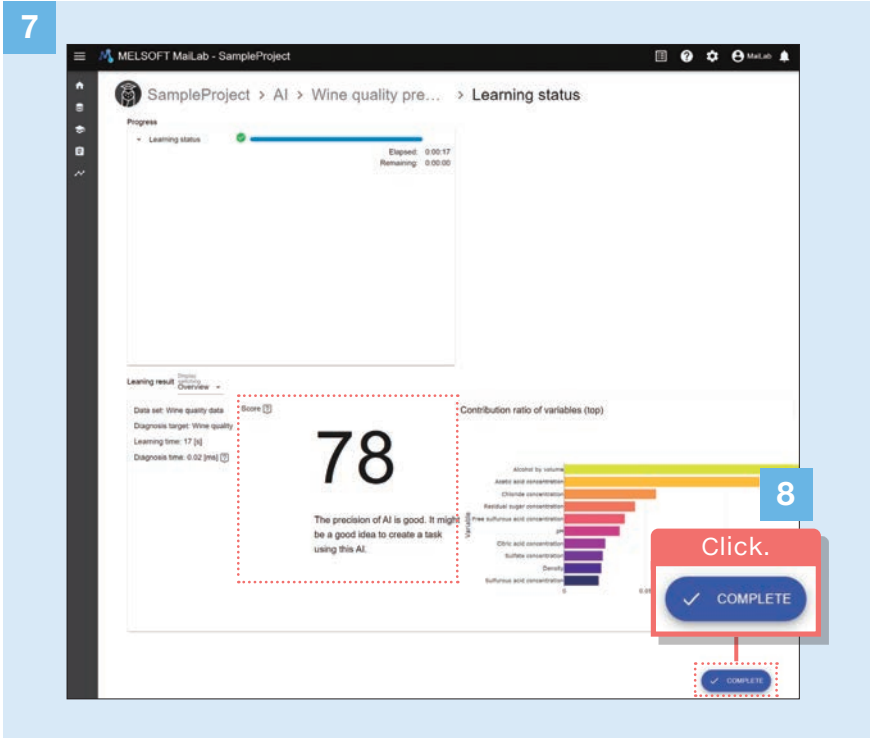 7
MELSOFT MaiLab - SampleProject
MaiLab
SampleProject > AI > Wine quality pre... > Learning status
Progress
Learning status
Elapsed: 0:00:17
Remaining: 0:00:00
Leaning result
Display switching
Overview
Data set: Wine quality data
Diagnosis target: Wine quality
Learning time: 17 [s]
Diagnosis time: 0.02 [ms] [?]
Score [?]
78
The precision of AI is good. It might
be a good idea to create a task
using this AI.
Contribution ratio of variables (top)
Variable
Alcohol by volume
Acetic acid concentration
Chloride concentration
Residual sugar concentration
Free sulfurous acid concentration
pH
Citric acid concentration
Sulfate concentration
Density
Sulfurous acid concentration
0
0.05
8
Click.
COMPLETE
COMPLETE